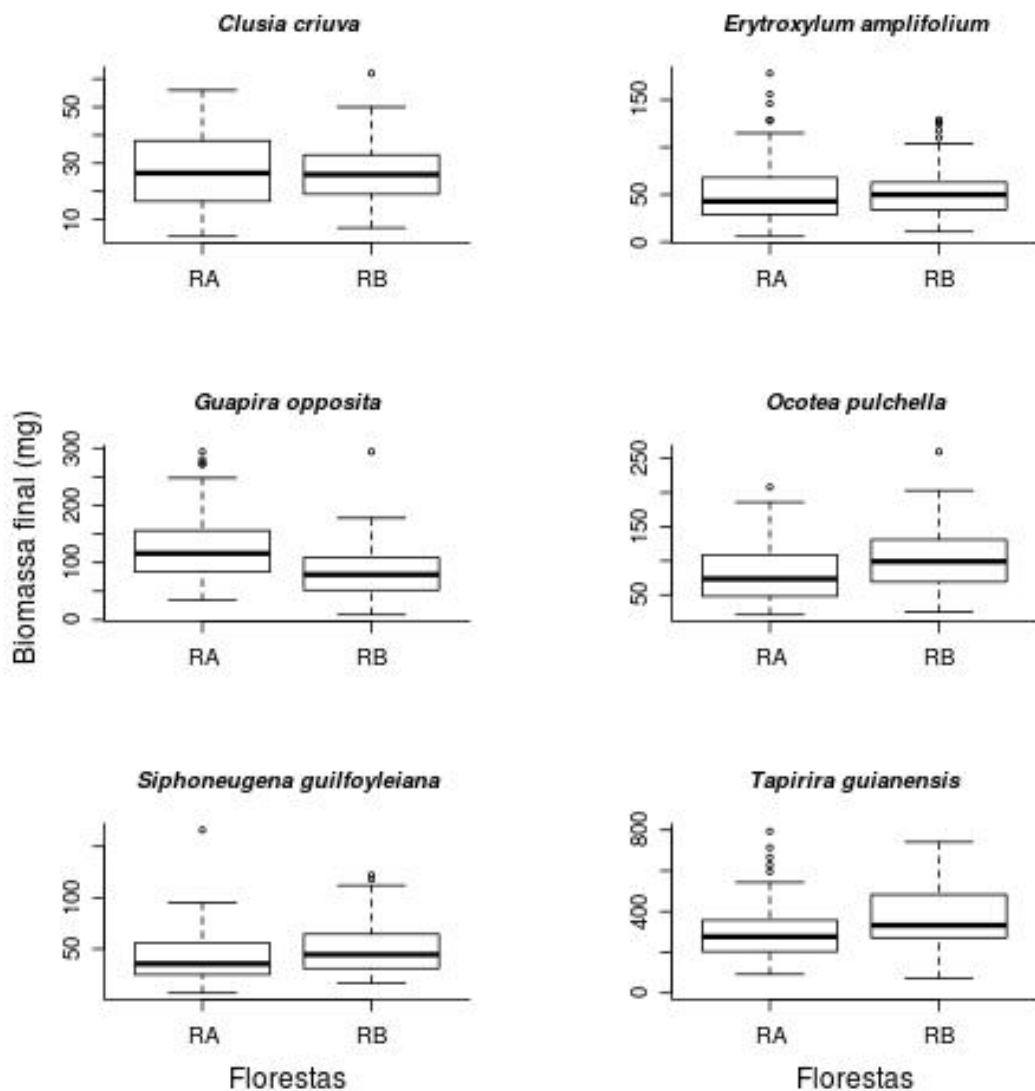 Clusia criuva
10 30 50
RA RB
Erytroxylum amplifolium
0 50 150
RA RB
Biomassa final (mg)
Guapira opposita
0 100 200 300
RA RB
Ocotea pulchella
50 150 250
RA RB
Siphoneugena guilfoyleiana
50 100
RA RB
Florestas
Tapirira guianensis
0 400 800
RA RB
Florestas